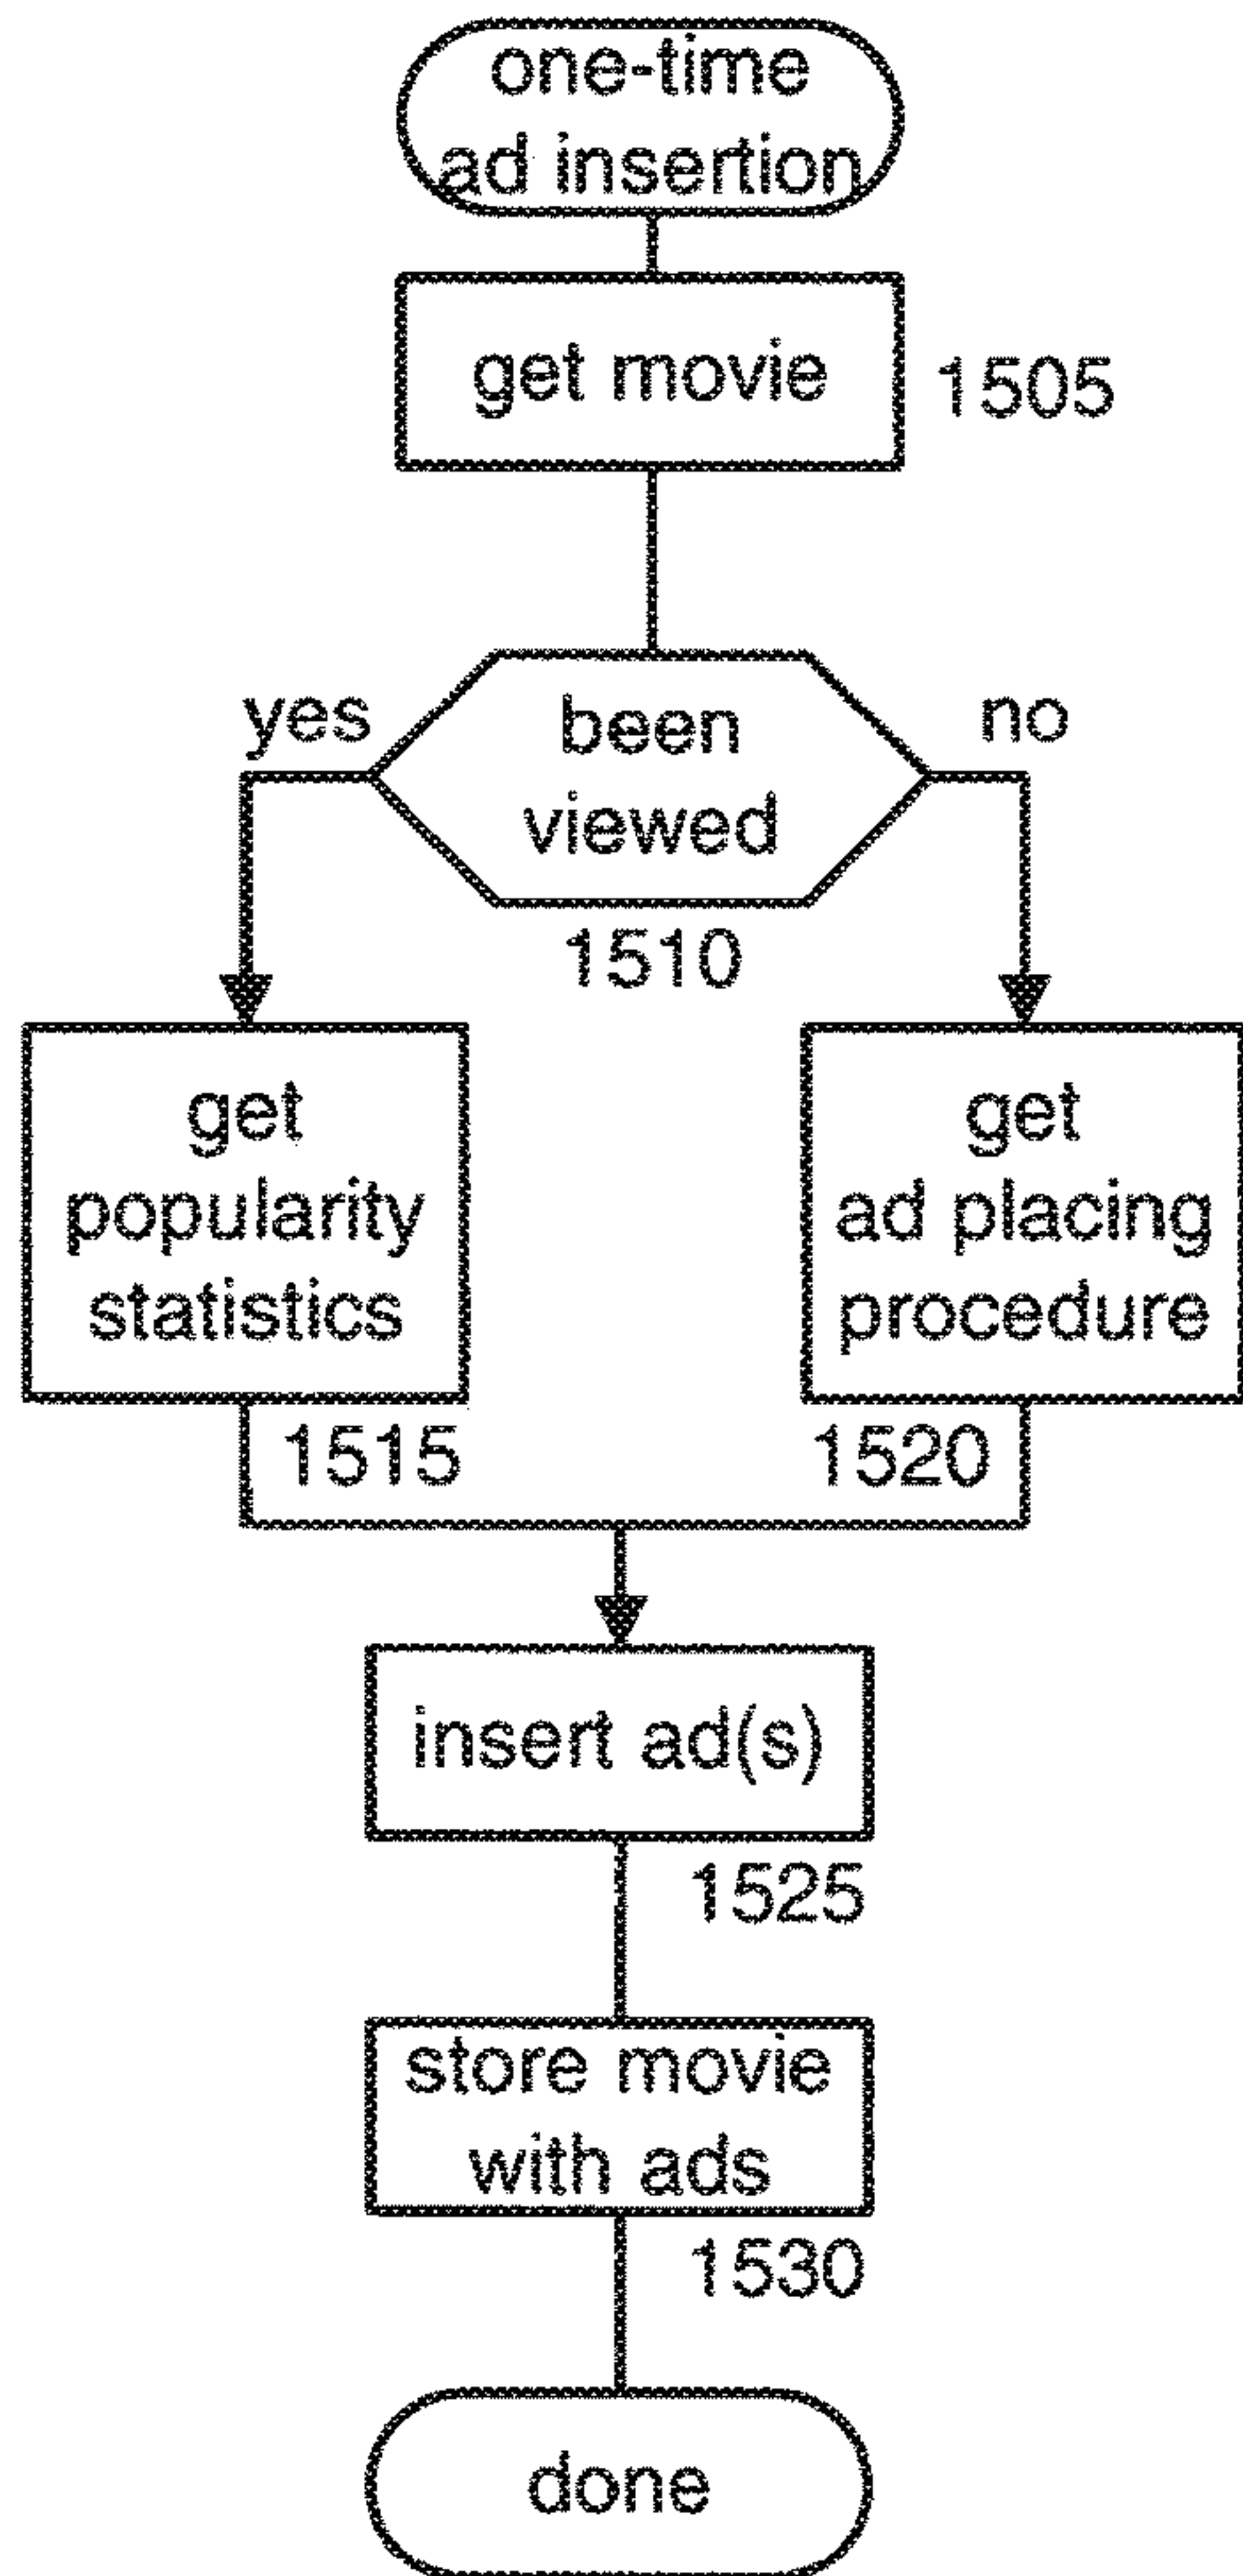 one-time
ad insertion
get movie
1505
yes
been
viewed
no
1510
get
popularity
statistics
1515
get
ad placing
procedure
1520
insert ad(s)
1525
store movie
with ads
1530
done